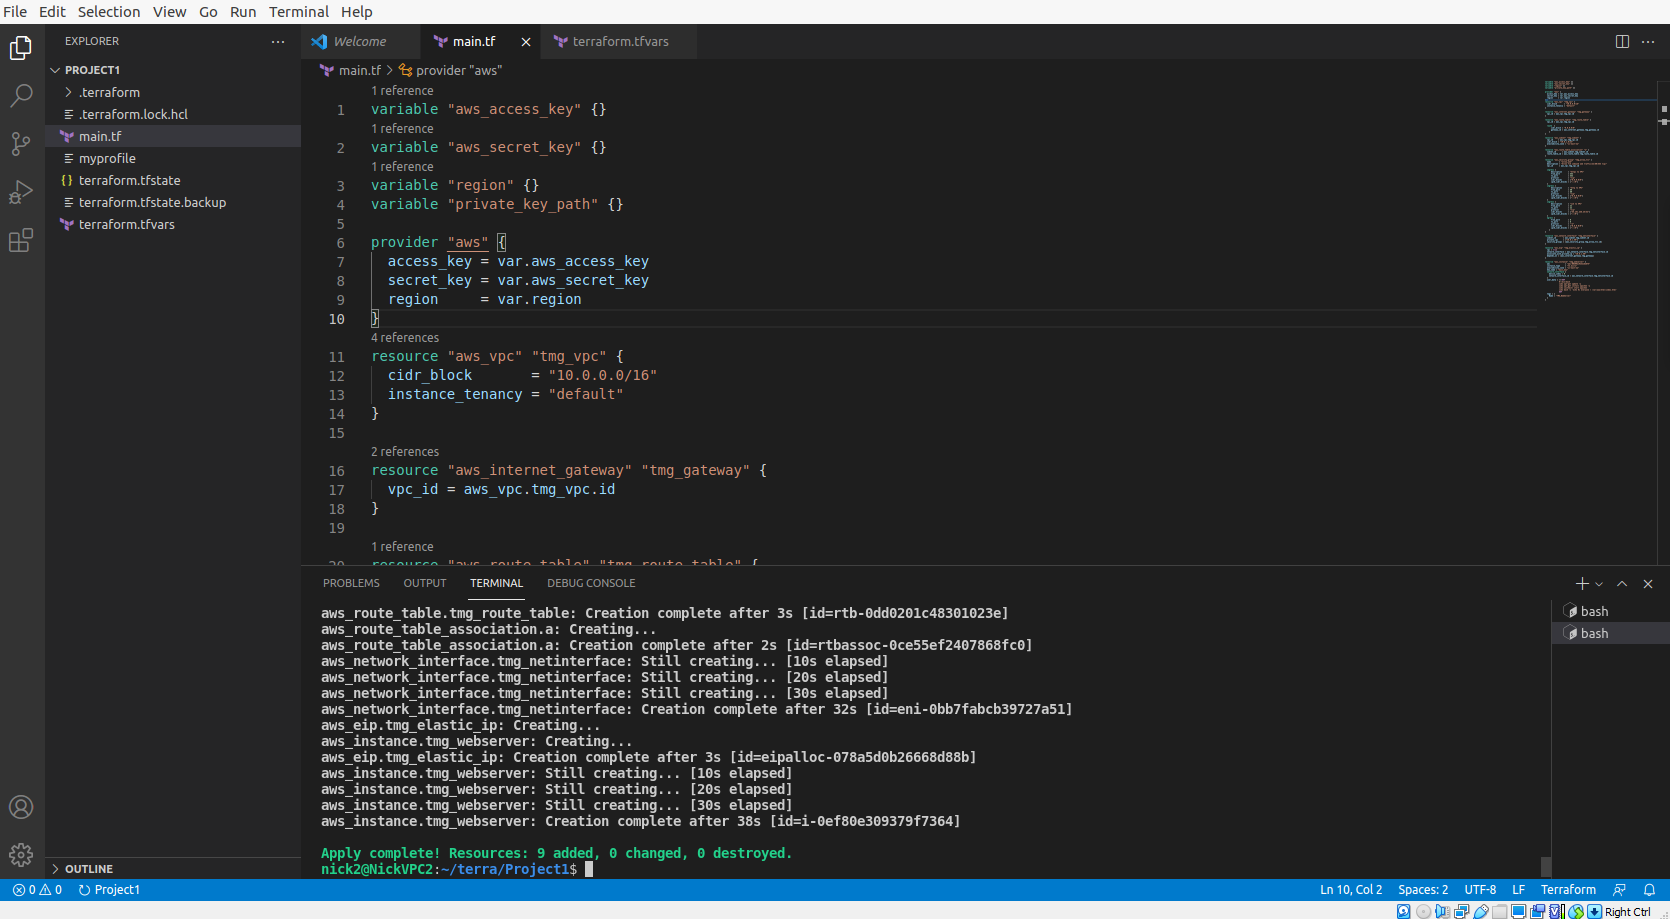 File Edit Selection View Go Run Terminal Help
EXPLORER
PROJECT1
.terraform
.terraform.lock.hcl
main.tf
myprofile
{} terraform.tfstate
terraform.tfstate.backup
terraform.tfvars
OUTLINE
Welcome main.tf terraform.tfvars
main.tf > provider "aws"
1 reference
1 variable "aws_access_key" {}
1 reference
2 variable "aws_secret_key" {}
1 reference
3 variable "region" {}
4 variable "private_key_path" {}
5
6 provider "aws" {
7 access_key = var.aws_access_key
8 secret_key = var.aws_secret_key
9 region     = var.region
10 }
4 references
11 resource "aws_vpc" "tmg_vpc" {
12 cidr_block       = "10.0.0.0/16"
13 instance_tenancy = "default"
14 }
15
2 references
16 resource "aws_internet_gateway" "tmg_gateway" {
17 vpc_id = aws_vpc.tmg_vpc.id
18 }
19
1 reference
20 resource "aws_route_table" "tmg_route_table" {
PROBLEMS OUTPUT TERMINAL DEBUG CONSOLE
aws_route_table.tmg_route_table: Creation complete after 3s [id=rtb-0dd0201c48301023e]
aws_route_table_association.a: Creating...
aws_route_table_association.a: Creation complete after 2s [id=rtbassoc-0ce55ef2407868fc0]
aws_network_interface.tmg_netinterface: Still creating... [10s elapsed]
aws_network_interface.tmg_netinterface: Still creating... [20s elapsed]
aws_network_interface.tmg_netinterface: Still creating... [30s elapsed]
aws_network_interface.tmg_netinterface: Creation complete after 32s [id=eni-0bb7fabcb39727a51]
aws_eip.tmg_elastic_ip: Creating...
aws_instance.tmg_webserver: Creating...
aws_eip.tmg_elastic_ip: Creation complete after 3s [id=eipalloc-078a5d0b26668d88b]
aws_instance.tmg_webserver: Still creating... [10s elapsed]
aws_instance.tmg_webserver: Still creating... [20s elapsed]
aws_instance.tmg_webserver: Still creating... [30s elapsed]
aws_instance.tmg_webserver: Creation complete after 38s [id=i-0ef80e309379f7364]
Apply complete! Resources: 9 added, 0 changed, 0 destroyed.
nick2@NickVPC2:~/terra/Project1$
bash
bash
0 0 Project1
Ln 10, Col 2 Spaces: 2 UTF-8 LF Terraform
Right Ctrl